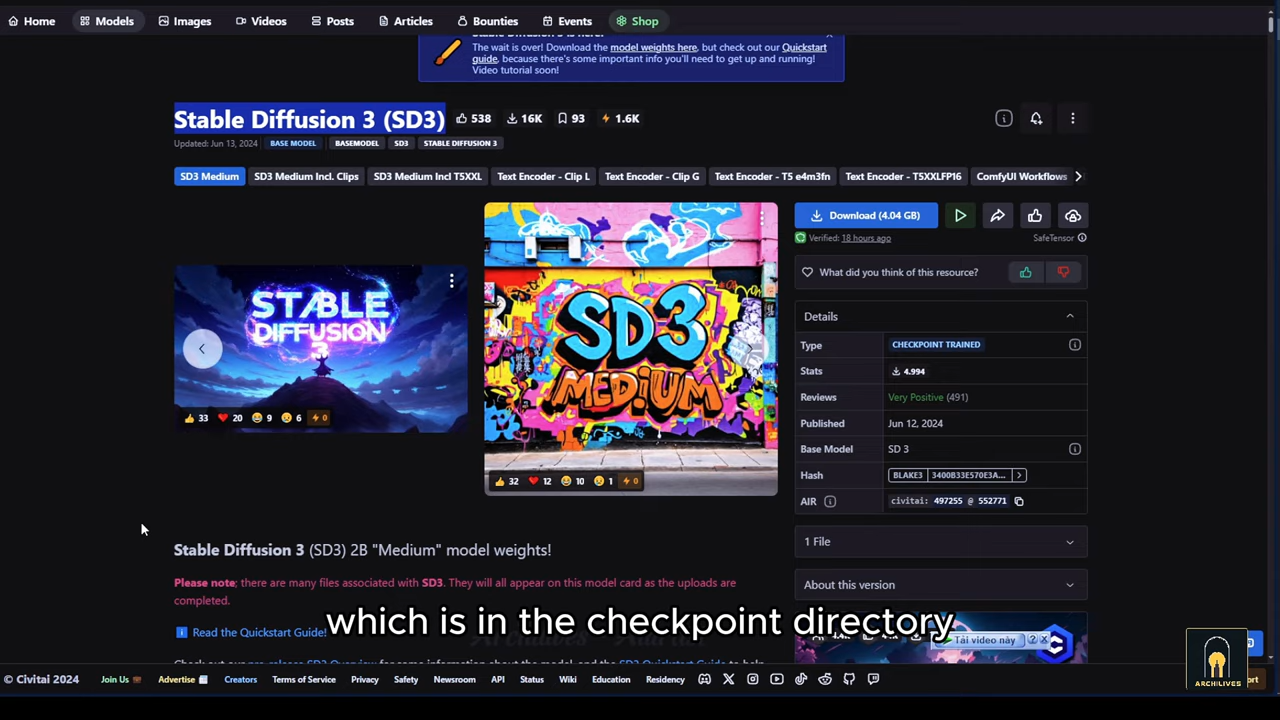 Home
Models
Images
Videos
Posts
Articles
Bounties
Events
Shop
The wait is over! Download the model weights here, but check out our Quickstart
guide, because there's some important info you'll need to get up and running!
Video tutorial soon!
Stable Diffusion 3 (SD3)
538
16K
93
1.6K
Updated: Jun 13, 2024
BASE MODEL
BASEMODEL
SD3
STABLE DIFFUSION 3
SD3 Medium
SD3 Medium Incl. Clips
SD3 Medium Incl T5XXL
Text Encoder - Clip L
Text Encoder - Clip G
Text Encoder - T5 e4m3fn
Text Encoder - T5XXLFP16
ComfyUI Workflows
STABLE
DIFFUSION
3
33
20
9
6
0
SD3
MEDIUM
32
12
10
1
0
Download (4.04 GB)
Verified: 18 hours ago
SafeTensor
What did you think of this resource?
Details
Type
CHECKPOINT TRAINED
Stats
4.994
Reviews
Very Positive (491)
Published
Jun 12, 2024
Base Model
SD 3
Hash
BLAKE3
3400B33E570E3A...
AIR
civitai: 497255 @ 552771
1 File
About this version
Stable Diffusion 3 (SD3) 2B "Medium" model weights!
Please note; there are many files associated with SD3. They will all appear on this model card as the uploads are
completed.
which is in the checkpoint directory
Read the Quickstart Guide!
Tải video này
© Civitai 2024
Join Us
Advertise
Creators
Terms of Service
Privacy
Safety
Newsroom
API
Status
Wiki
Education
Residency
ARCHILIVES